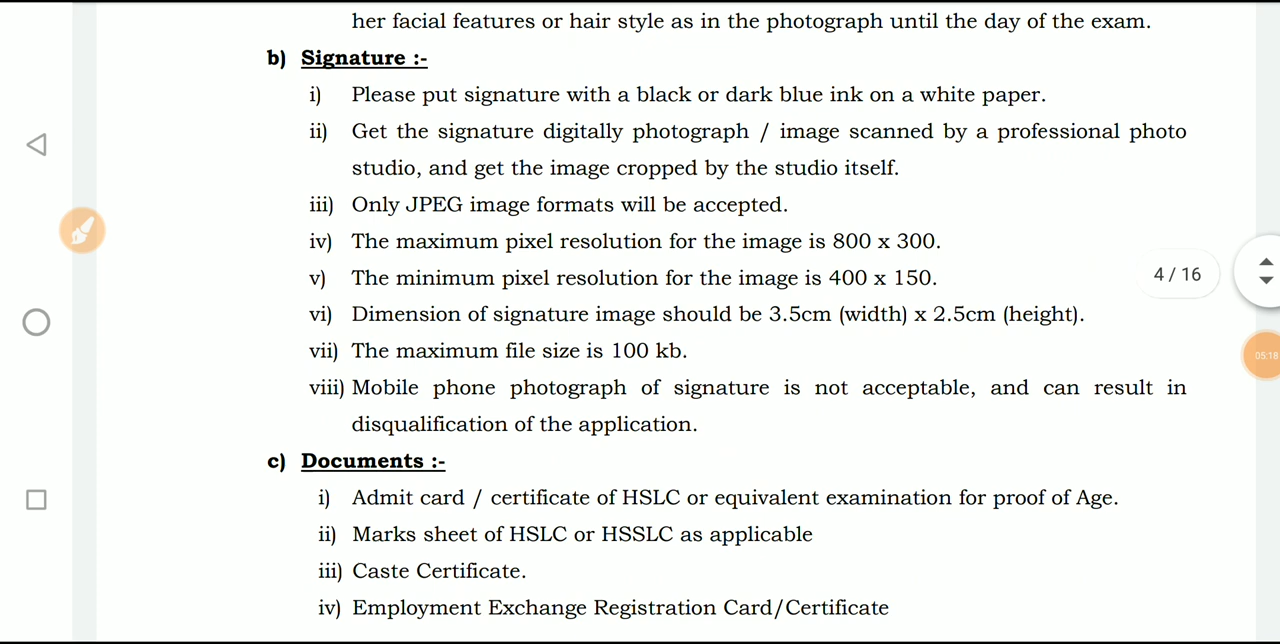 her facial features or hair style as in the photograph until the day of the exam.
b) Signature :-
i) Please put signature with a black or dark blue ink on a white paper.
ii) Get the signature digitally photograph / image scanned by a professional photo
studio, and get the image cropped by the studio itself.
iii) Only JPEG image formats will be accepted.
iv) The maximum pixel resolution for the image is 800 x 300.
v) The minimum pixel resolution for the image is 400 x 150.
4 / 16
vi) Dimension of signature image should be 3.5cm (width) x 2.5cm (height).
vii) The maximum file size is 100 kb.
05:18
viii) Mobile phone photograph of signature is not acceptable, and can result in
disqualification of the application.
c) Documents :-
i) Admit card / certificate of HSLC or equivalent examination for proof of Age.
ii) Marks sheet of HSLC or HSSLC as applicable
iii) Caste Certificate.
iv) Employment Exchange Registration Card/Certificate